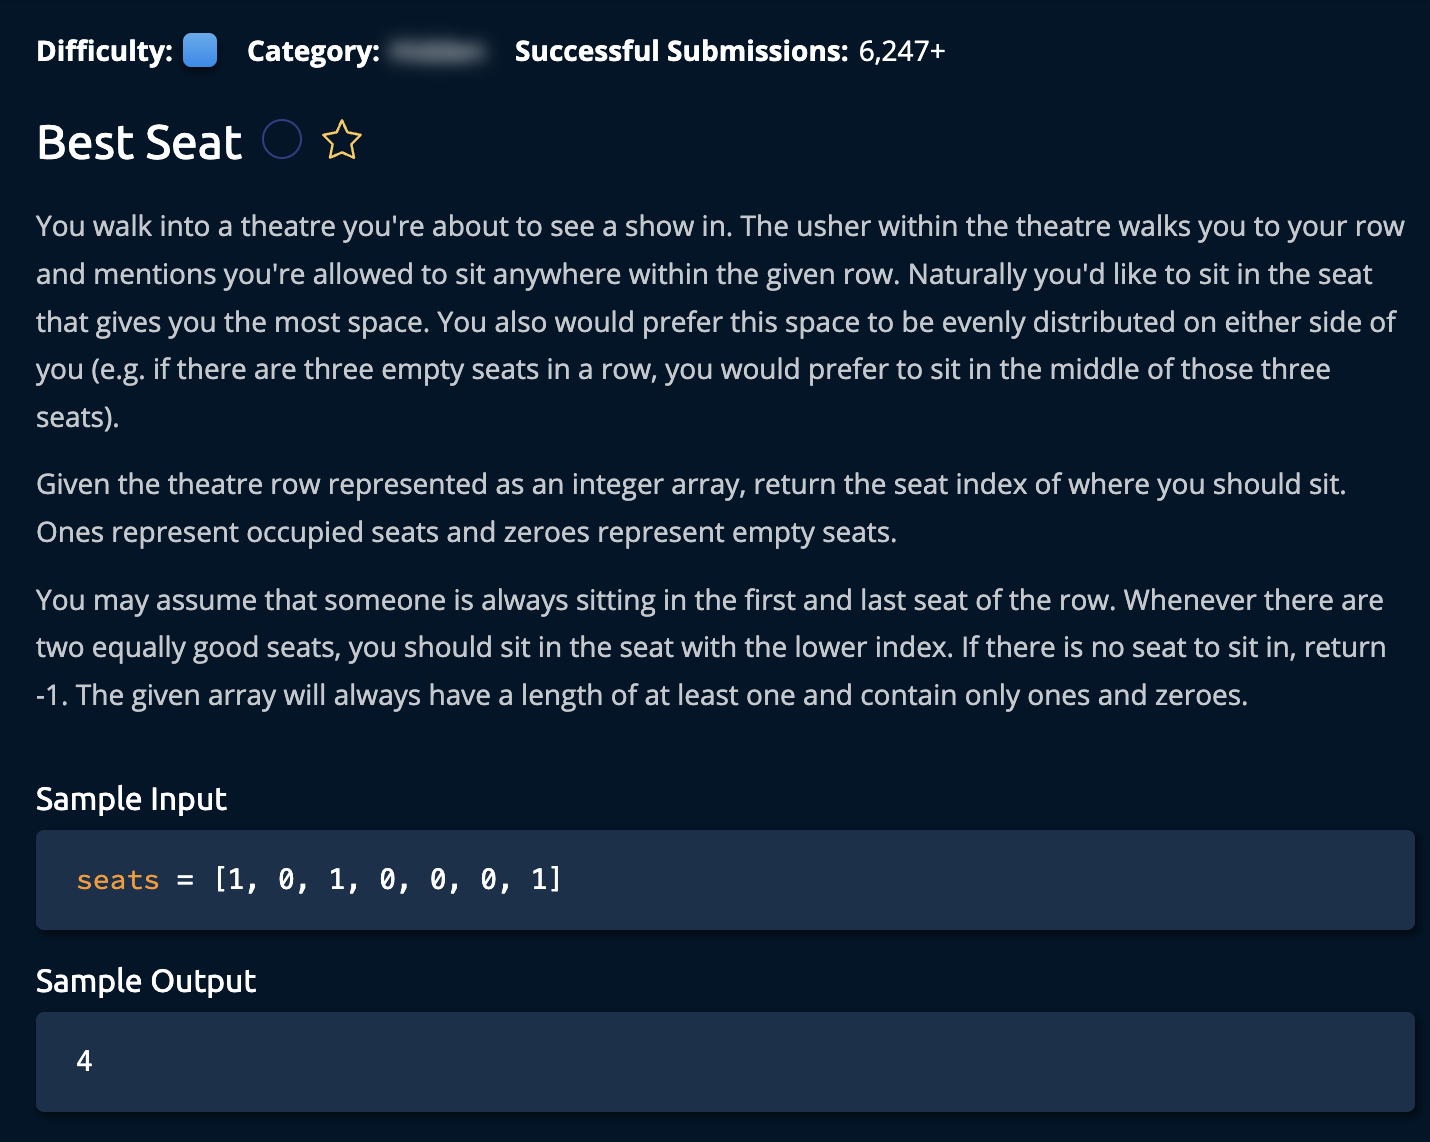 Difficulty: Category: Successful Submissions: 6,247+
Best Seat
You walk into a theatre you're about to see a show in. The usher within the theatre walks you to your row
and mentions you're allowed to sit anywhere within the given row. Naturally you'd like to sit in the seat
that gives you the most space. You also would prefer this space to be evenly distributed on either side of
you (e.g. if there are three empty seats in a row, you would prefer to sit in the middle of those three
seats).
Given the theatre row represented as an integer array, return the seat index of where you should sit.
Ones represent occupied seats and zeroes represent empty seats.
You may assume that someone is always sitting in the first and last seat of the row. Whenever there are
two equally good seats, you should sit in the seat with the lower index. If there is no seat to sit in, return
-1. The given array will always have a length of at least one and contain only ones and zeroes.
Sample Input
seats = [1, 0, 1, 0, 0, 0, 1]
Sample Output
4